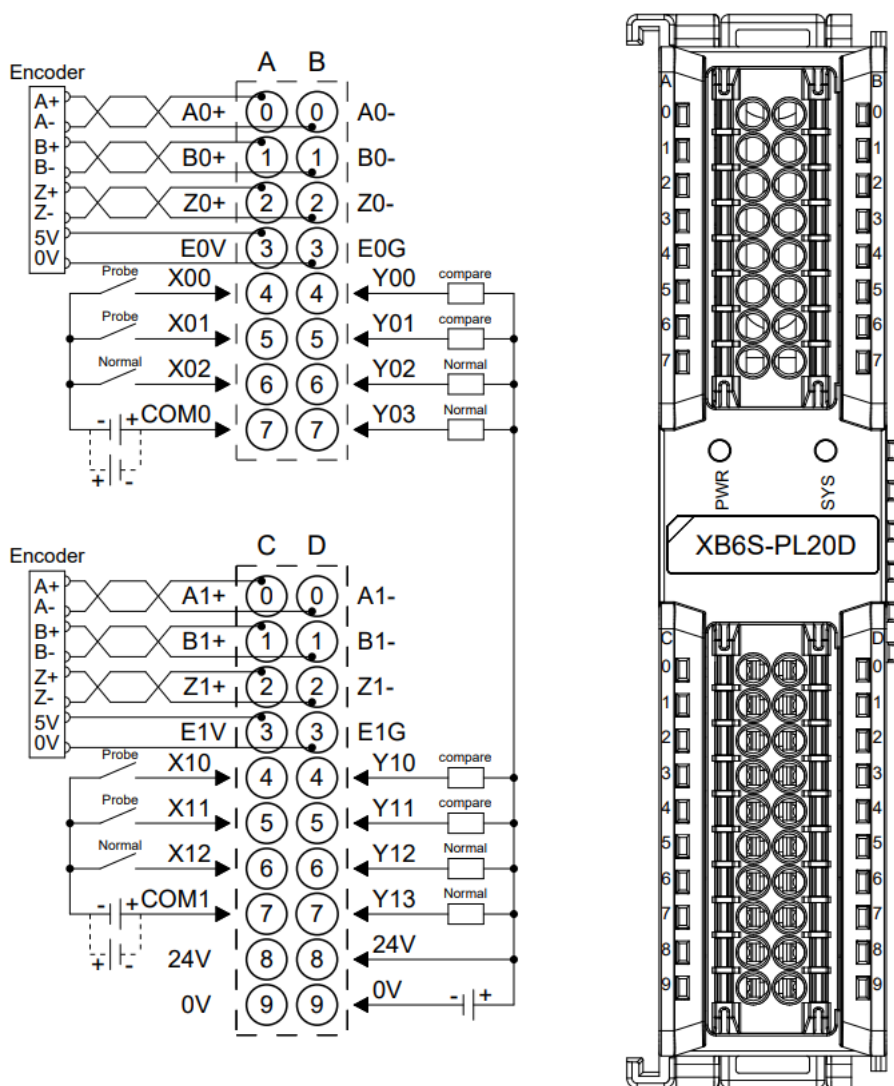 A B
Encoder
A+ A0+ 0 0 A0-
A-
B+ B0+ 1 1 B0-
B-
Z+ Z0+ 2 2 Z0-
Z-
5V E0V 3 3 E0G
0V
Probe X00 4 4 Y00 compare
Probe X01 5 5 Y01 compare
Normal X02 6 6 Y02 Normal
- + COM0 7 7 Y03 Normal
+ -
C D
Encoder
A+ A1+ 0 0 A1-
A-
B+ B1+ 1 1 B1-
B-
Z+ Z1+ 2 2 Z1-
Z-
5V E1V 3 3 E1G
0V
Probe X10 4 4 Y10 compare
Probe X11 5 5 Y11 compare
Normal X12 6 6 Y12 Normal
- + COM1 7 7 Y13 Normal
+ -
24V 8 8 24V
0V 9 9 0V - +
A B
0 0
1 1
2 2
3 3
4 4
5 5
6 6
7 7
PWR SYS
XB6S-PL20D
C D
0 0
1 1
2 2
3 3
4 4
5 5
6 6
7 7
8 8
9 9